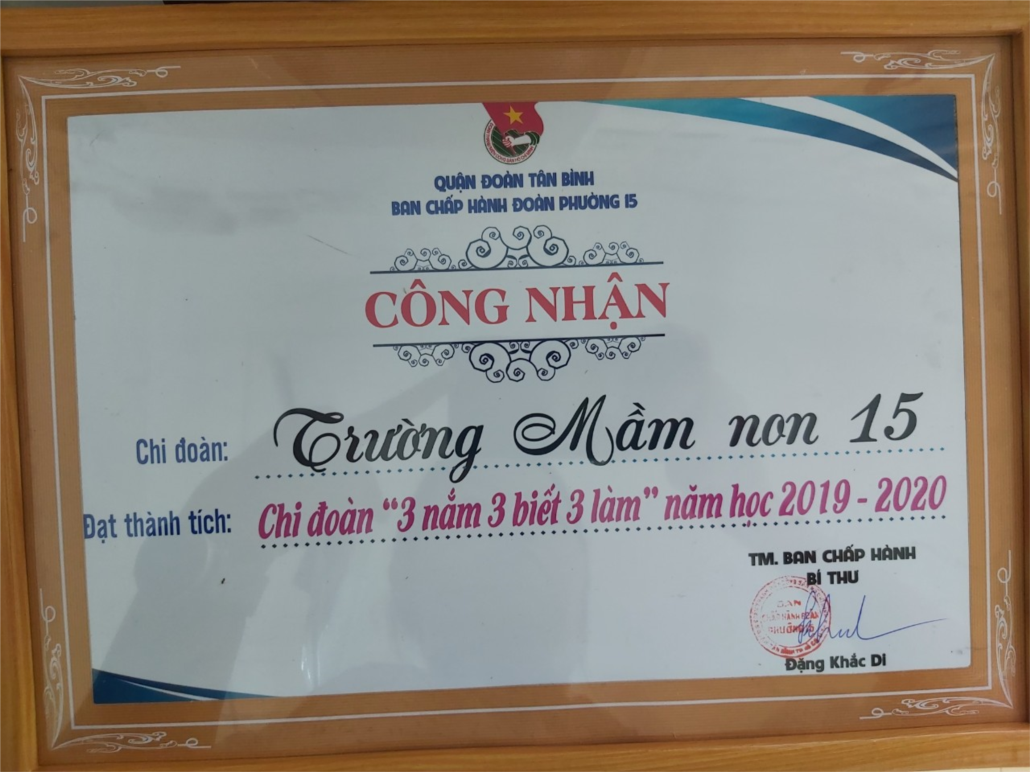 QUẬN ĐOÀN TÂN BÌNH
BAN CHẤP HÀNH ĐOÀN PHƯỜNG 15
CÔNG NHẬN
Chi đoàn: Trường Mầm non 15
Đạt thành tích: Chi đoàn “3 nắm 3 biết 3 làm” năm học 2019 - 2020
TM. BAN CHẤP HÀNH
BÍ THƯ
Đặng Khắc Di